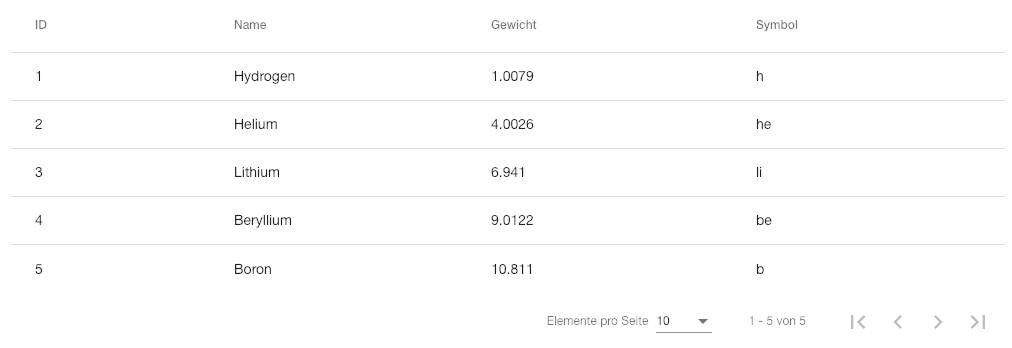 ID Name Gewicht Symbol
1 Hydrogen 1.0079 h
2 Helium 4.0026 he
3 Lithium 6.941 li
4 Beryllium 9.0122 be
5 Boron 10.811 b
Elemente pro Seite 10 1 - 5 von 5